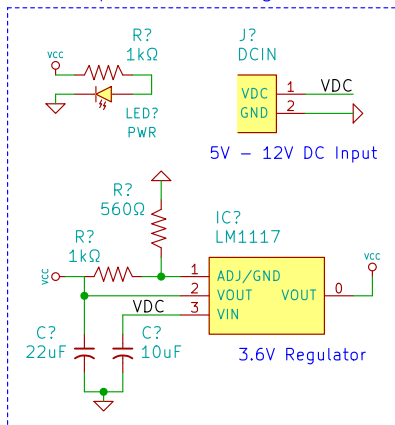 R?
1kΩ
VCC
LED?
PWR
J?
DCIN
VDC 1 VDC
GND 2
5V - 12V DC Input
R?
560Ω
R?
1kΩ
VCC
IC?
LM1117
1 ADJ/GND
2 VOUT VOUT 0
3 VIN
VCC
VDC
C?
22uF
C?
10uF
3.6V Regulator